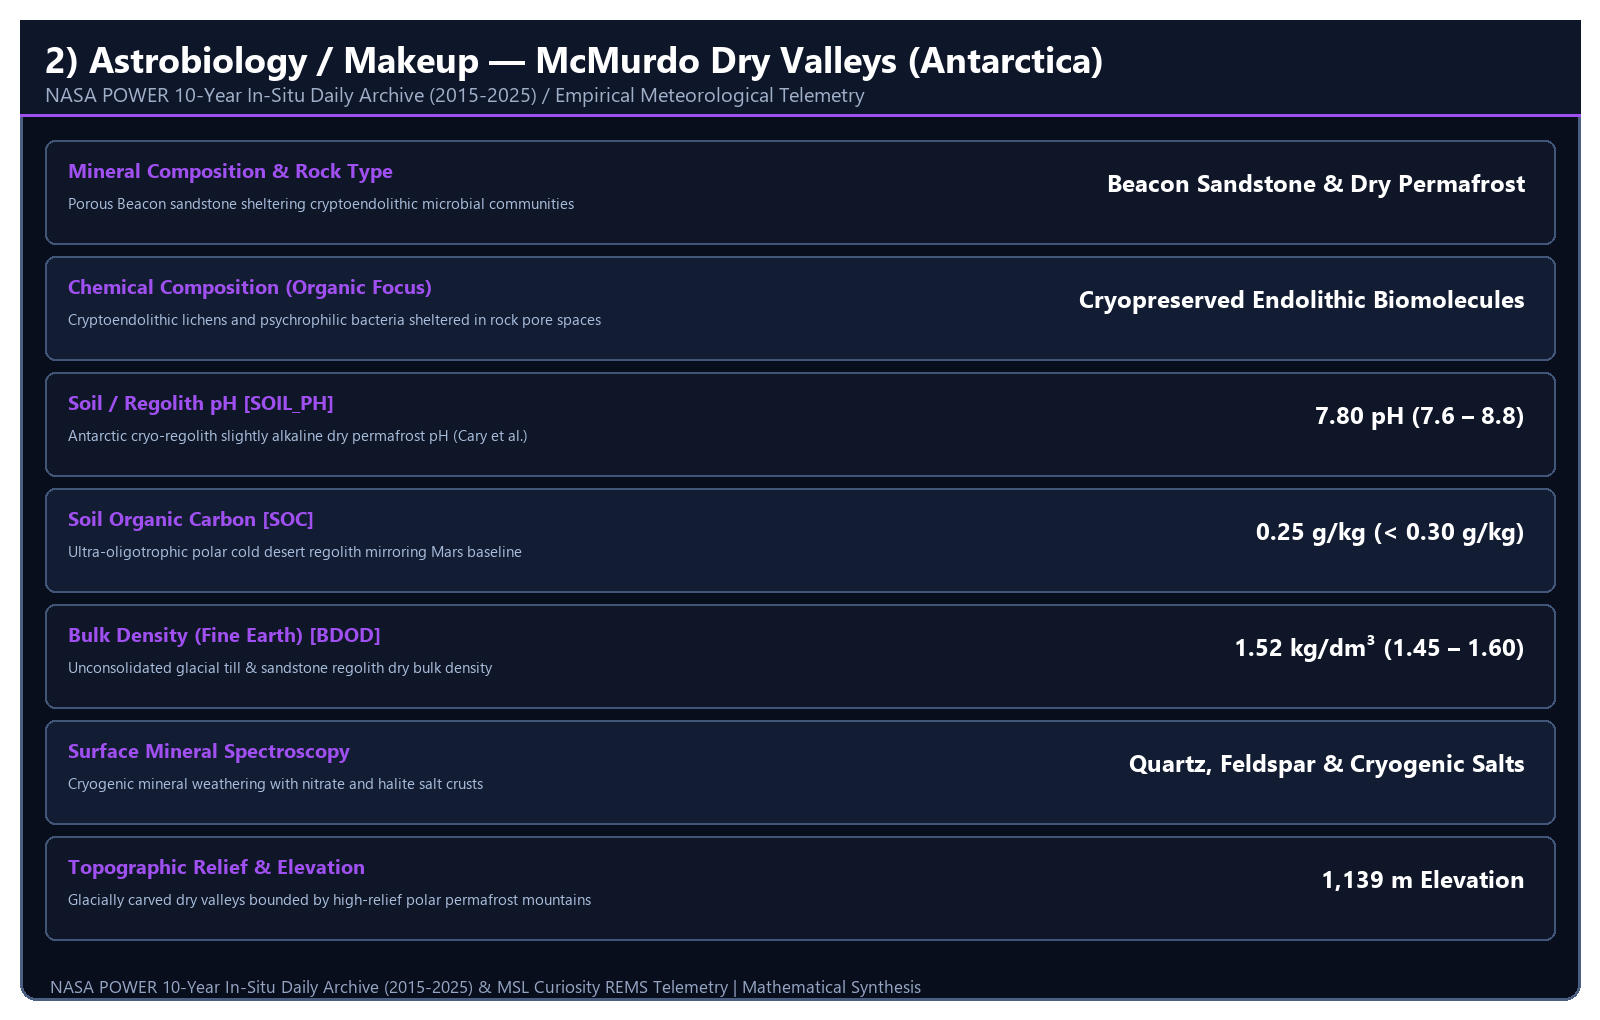 2) Astrobiology / Makeup — McMurdo Dry Valleys (Antarctica)
NASA POWER 10-Year In-Situ Daily Archive (2015-2025) / Empirical Meteorological Telemetry
Mineral Composition & Rock Type
Beacon Sandstone & Dry Permafrost
Porous Beacon sandstone sheltering cryptoendolithic microbial communities
Chemical Composition (Organic Focus)
Cryopreserved Endolithic Biomolecules
Cryptoendolithic lichens and psychrophilic bacteria sheltered in rock pore spaces
Soil / Regolith pH [SOIL_PH]
7.80 pH (7.6 – 8.8)
Antarctic cryo-regolith slightly alkaline dry permafrost pH (Cary et al.)
Soil Organic Carbon [SOC]
0.25 g/kg (< 0.30 g/kg)
Ultra-oligotrophic polar cold desert regolith mirroring Mars baseline
Bulk Density (Fine Earth) [BDOD]
1.52 kg/dm³ (1.45 – 1.60)
Unconsolidated glacial till & sandstone regolith dry bulk density
Surface Mineral Spectroscopy
Quartz, Feldspar & Cryogenic Salts
Cryogenic mineral weathering with nitrate and halite salt crusts
Topographic Relief & Elevation
1,139 m Elevation
Glacially carved dry valleys bounded by high-relief polar permafrost mountains
NASA POWER 10-Year In-Situ Daily Archive (2015-2025) & MSL Curiosity REMS Telemetry | Mathematical Synthesis